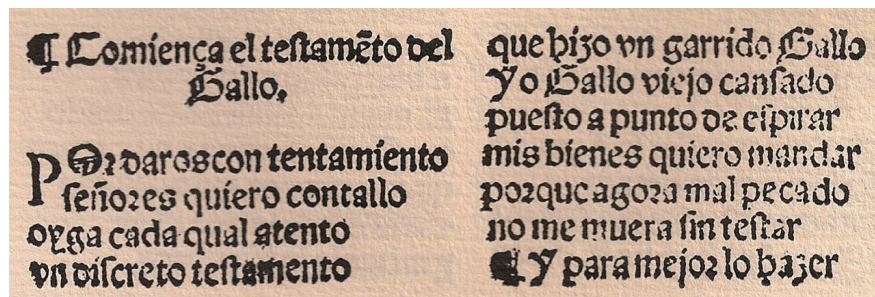 ¶ Comiença el teſtamẽto del
Gallo.
POr daros con tentamiento
ſeñores quiero contallo
oyga cada qual atento
vn diſcreto teſtamento
que hizo vn garrido Gallo
Yo Gallo viejo canſado
pueſto a punto de eſpirar
mis bienes quiero mandar
porque agora mal pecado
no me muera ſin teſtar
¶ Y para mejor lo hazer